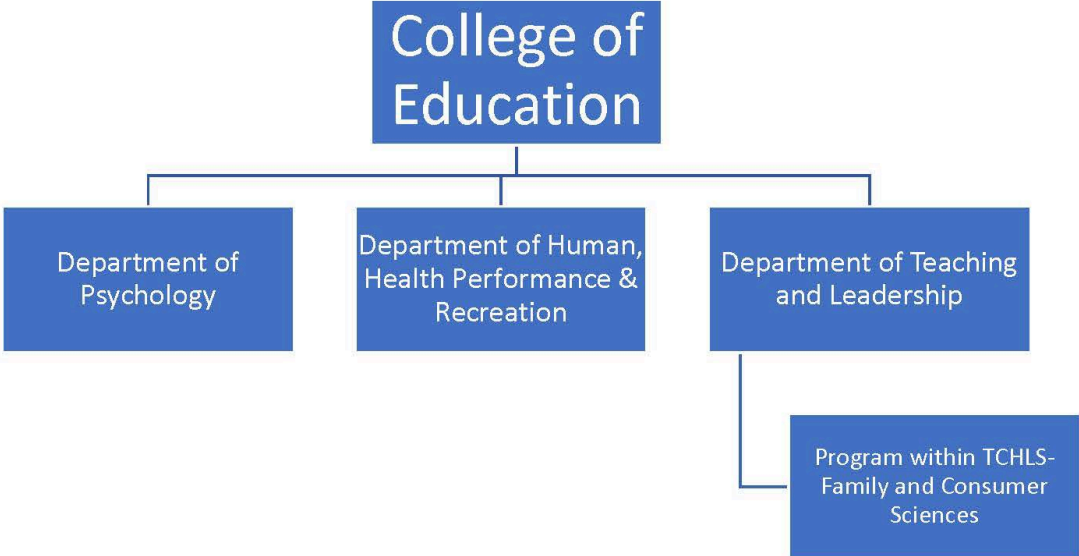 College of
Education
Department of
Psychology
Department of Human,
Health Performance &
Recreation
Department of Teaching
and Leadership
Program within TCHLS-
Family and Consumer
Sciences